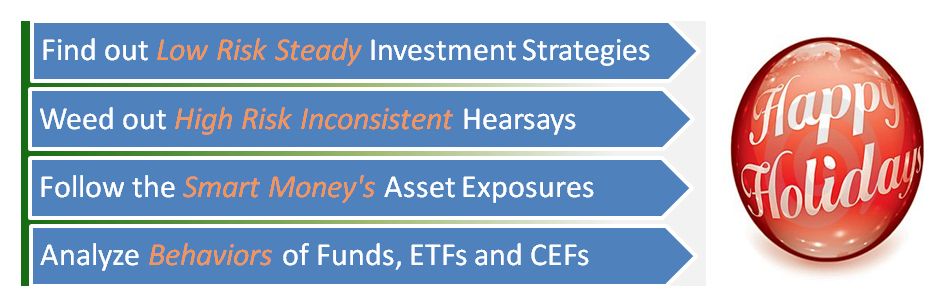 Find out Low Risk Steady Investment Strategies
Weed out High Risk Inconsistent Hearsays
Follow the Smart Money's Asset Exposures
Analyze Behaviors of Funds, ETFs and CEFs
Happy
Holidays